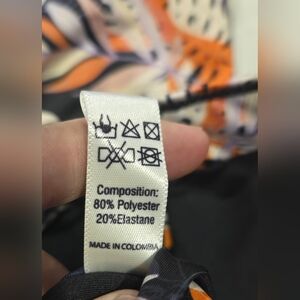 Composition:
80% Polyester
20%Elastane
MADE IN COLOMBIA